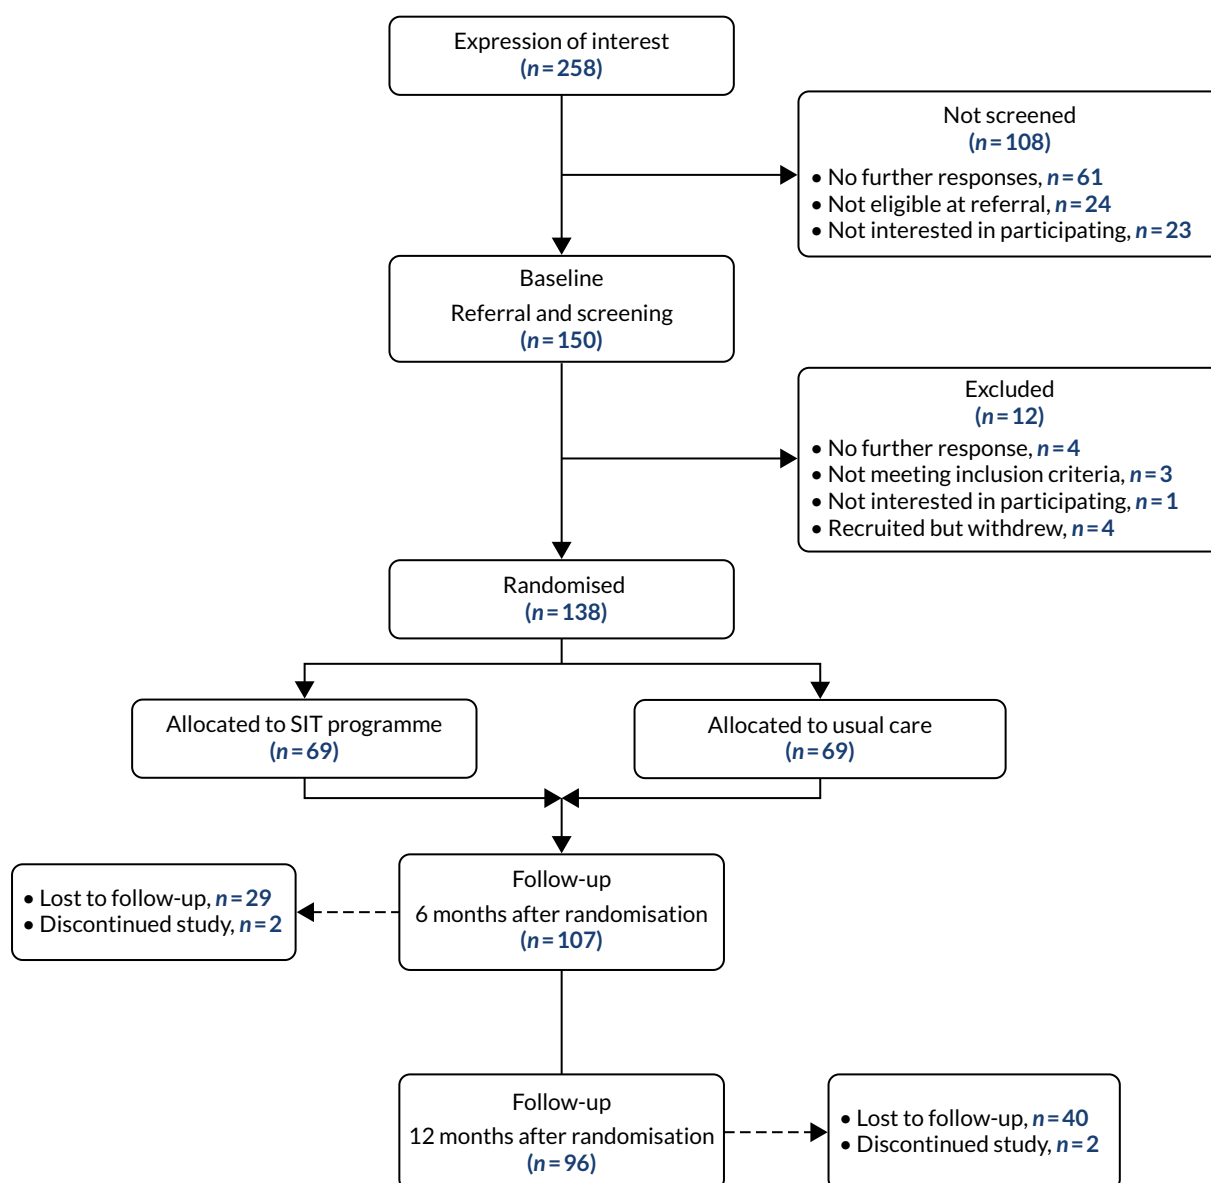 Expression of interest
(n=258)
Not screened
(n=108)
• No further responses, n=61
• Not eligible at referral, n=24
• Not interested in participating, n=23
Baseline
Referral and screening
(n=150)
Excluded
(n=12)
• No further response, n=4
• Not meeting inclusion criteria, n=3
• Not interested in participating, n=1
• Recruited but withdrew, n=4
Randomised
(n=138)
Allocated to SIT programme
(n=69)
Allocated to usual care
(n=69)
• Lost to follow-up, n=29
• Discontinued study, n=2
Follow-up
6 months after randomisation
(n=107)
Follow-up
12 months after randomisation
(n=96)
• Lost to follow-up, n=40
• Discontinued study, n=2